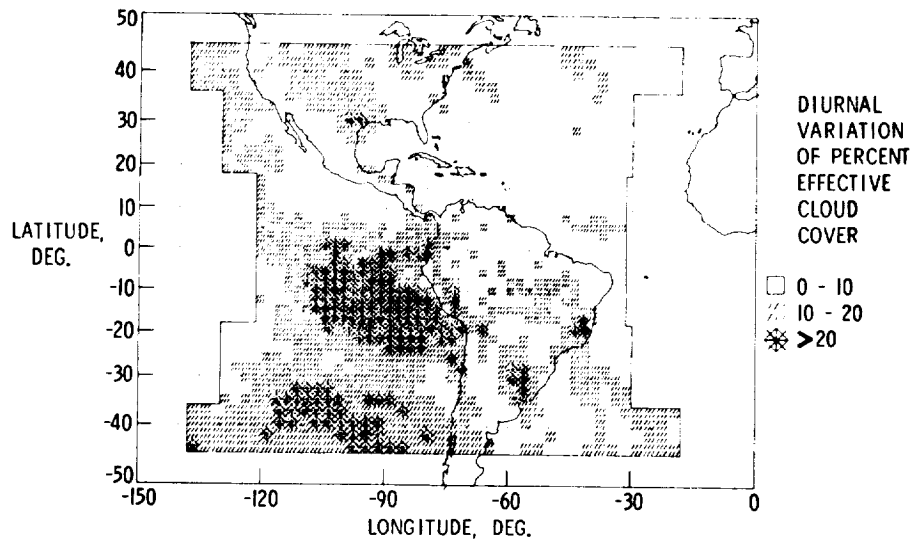 50
40
30
20
10
0
-10
-20
-30
-40
-50
LATITUDE,
DEG.
-150
-120
-90
-60
-30
0
LONGITUDE, DEG.
DIURNAL
VARIATION
OF PERCENT
EFFECTIVE
CLOUD
COVER
0 - 10
10 - 20
>20